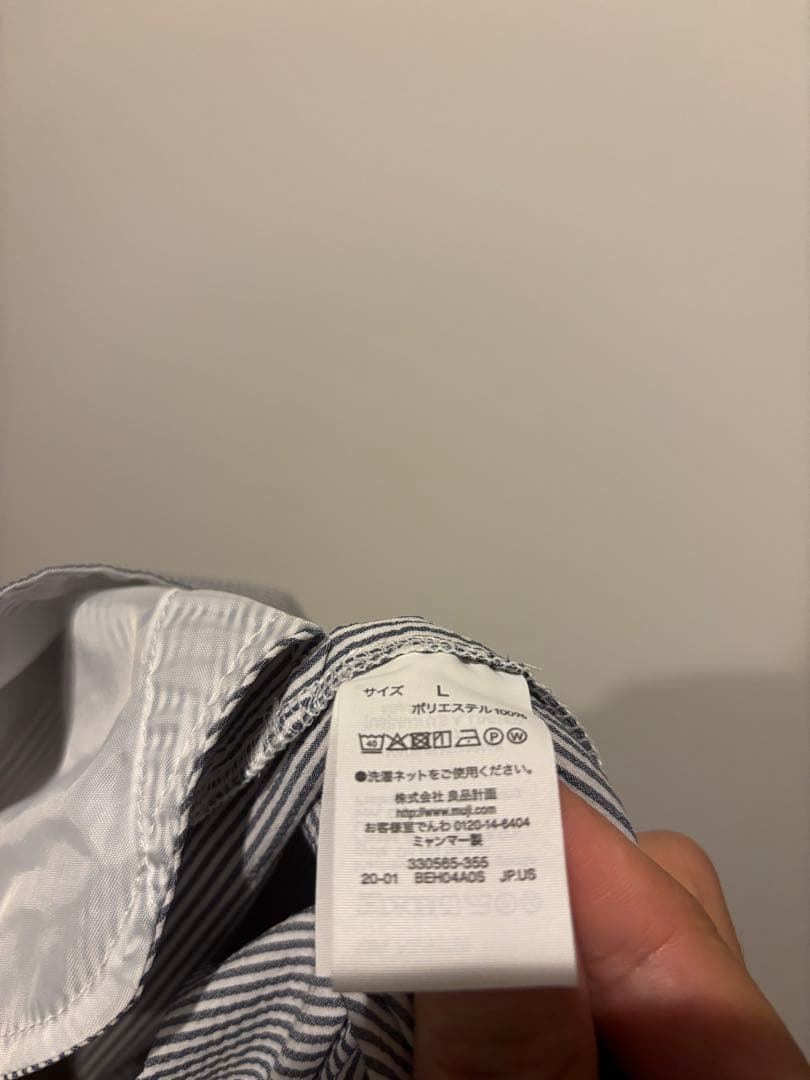 サイズ L
ポリエステル100%
40 P W
●洗濯ネットをご使用ください。
株式会社 良品計画
http://www.muji.com
お客様室でんわ 0120-14-6404
ミャンマー製
330565-355
20-01 BEH04A0S JP.US